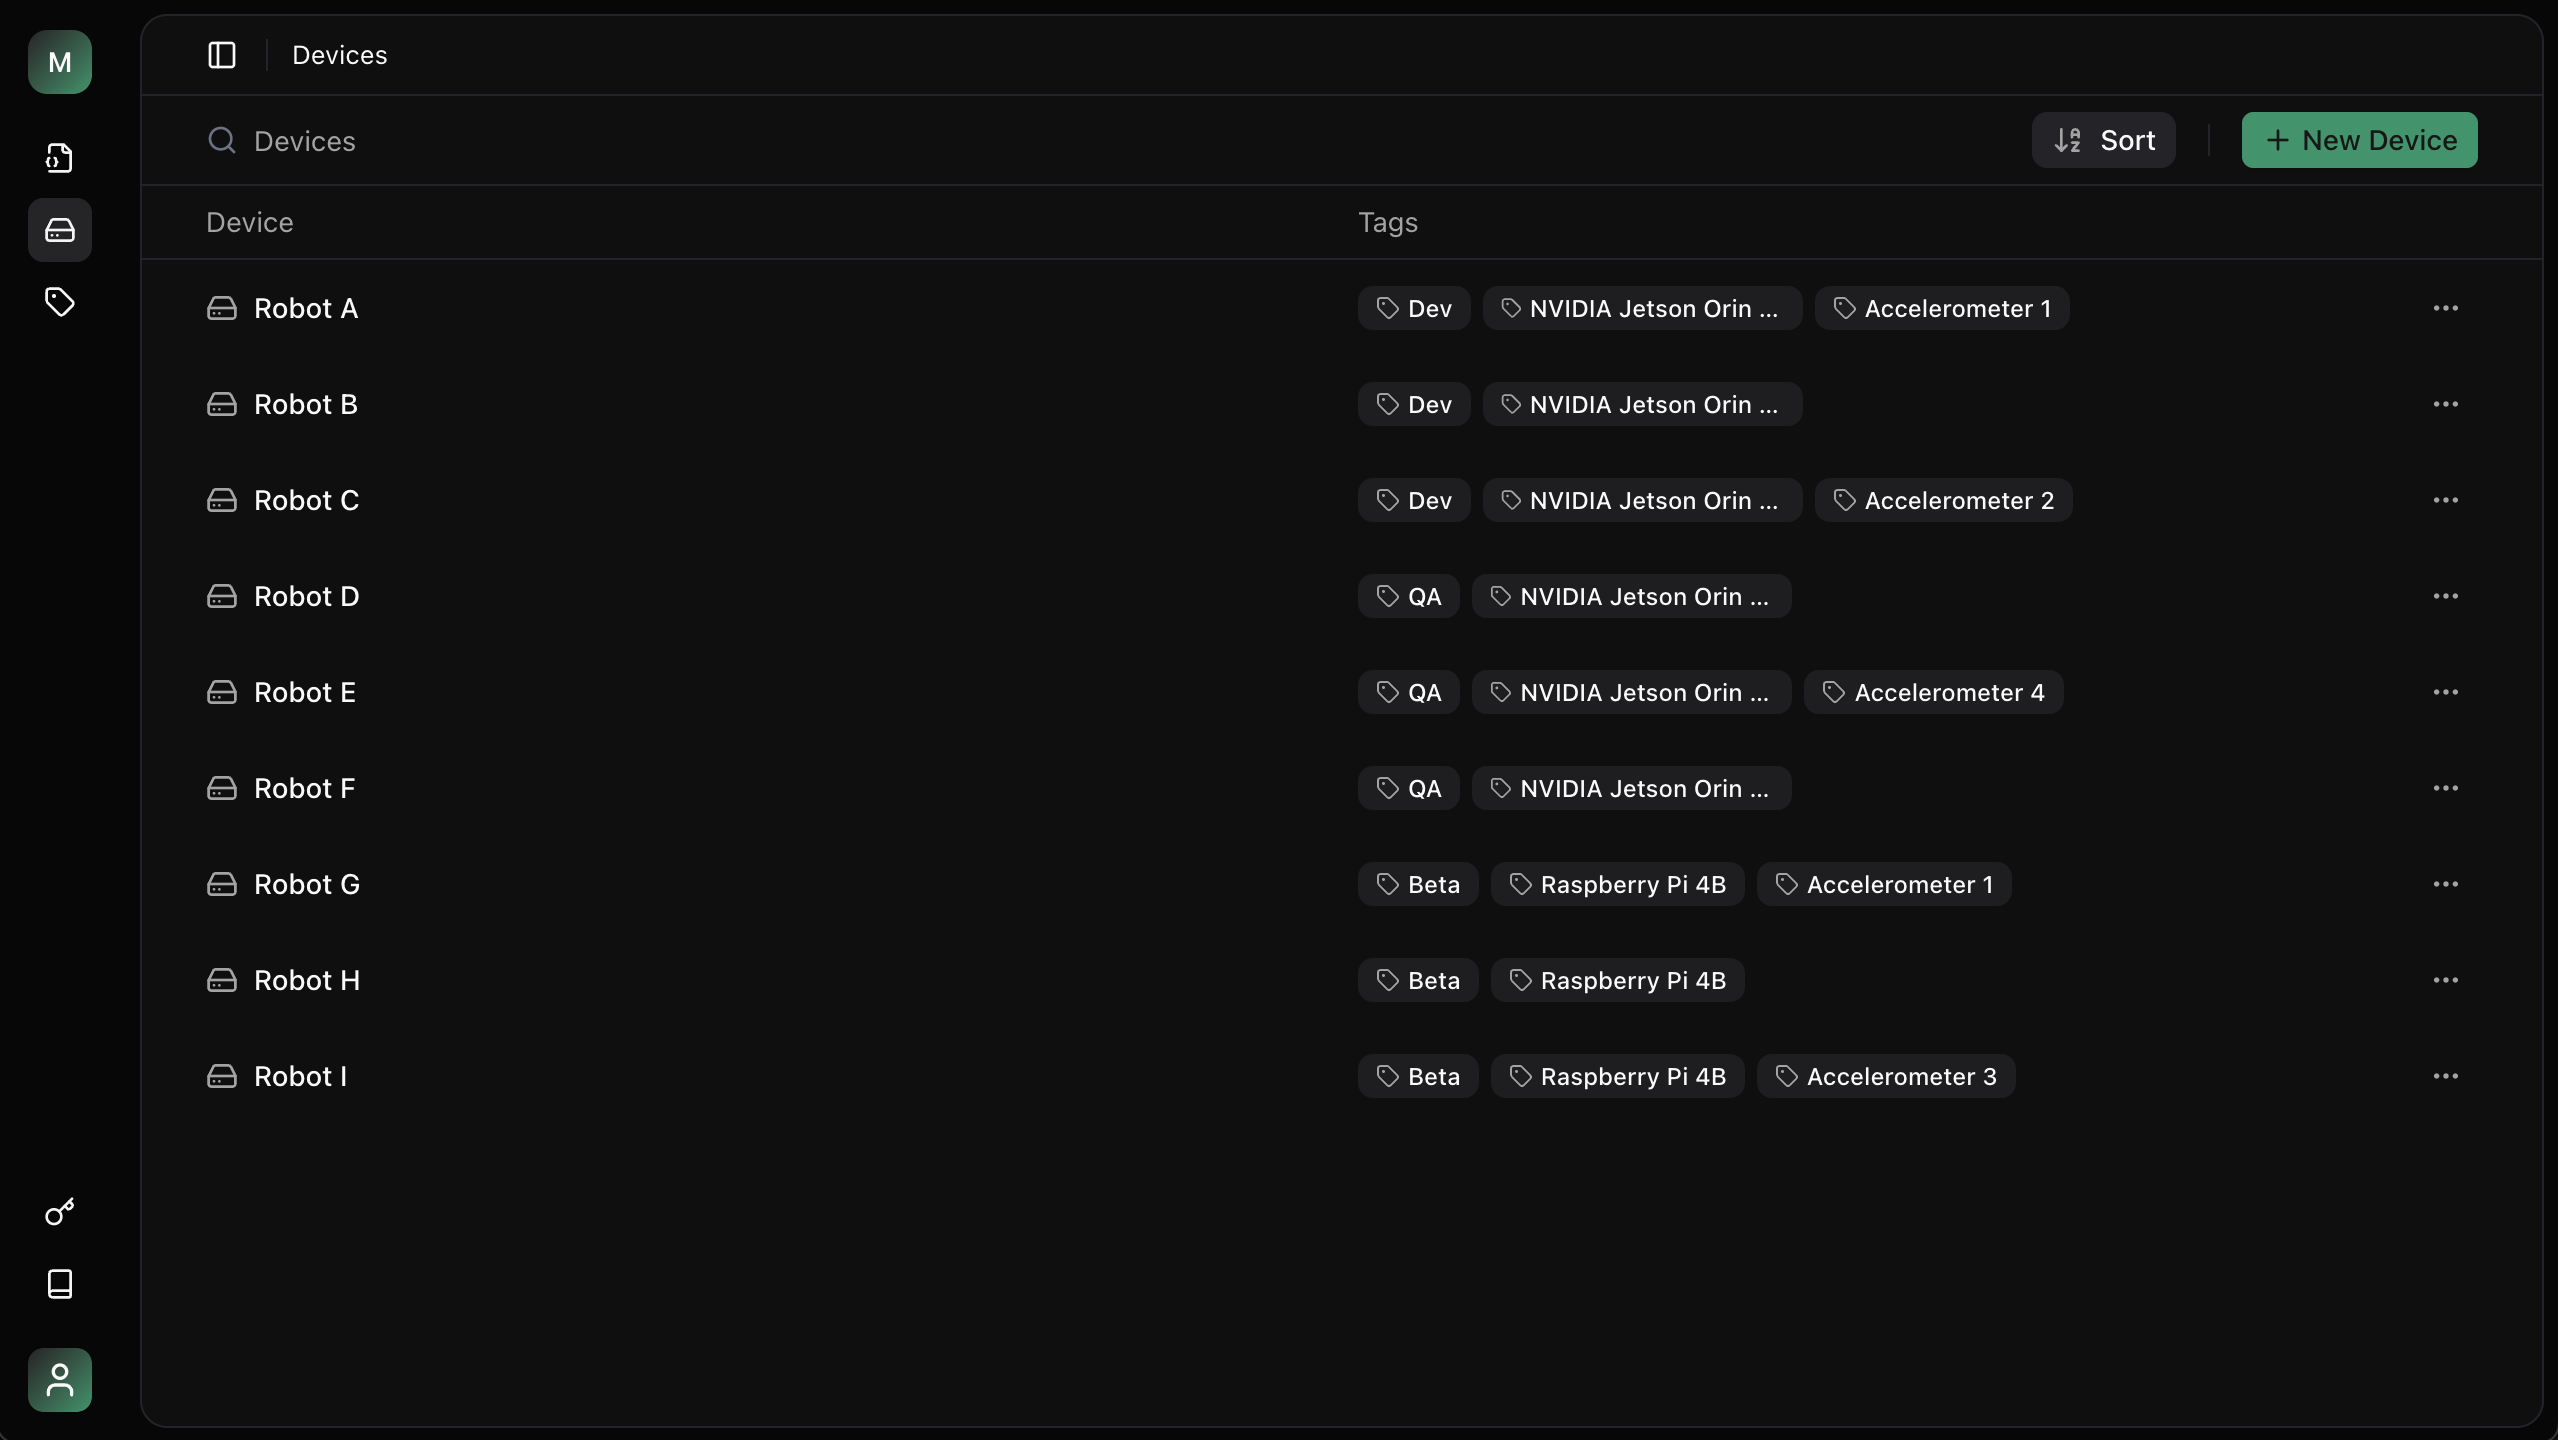 M
Devices
Devices
Sort
New Device
Device Tags
Robot A Dev NVIDIA Jetson Orin ... Accelerometer 1
Robot B Dev NVIDIA Jetson Orin ...
Robot C Dev NVIDIA Jetson Orin ... Accelerometer 2
Robot D QA NVIDIA Jetson Orin ...
Robot E QA NVIDIA Jetson Orin ... Accelerometer 4
Robot F QA NVIDIA Jetson Orin ...
Robot G Beta Raspberry Pi 4B Accelerometer 1
Robot H Beta Raspberry Pi 4B
Robot I Beta Raspberry Pi 4B Accelerometer 3